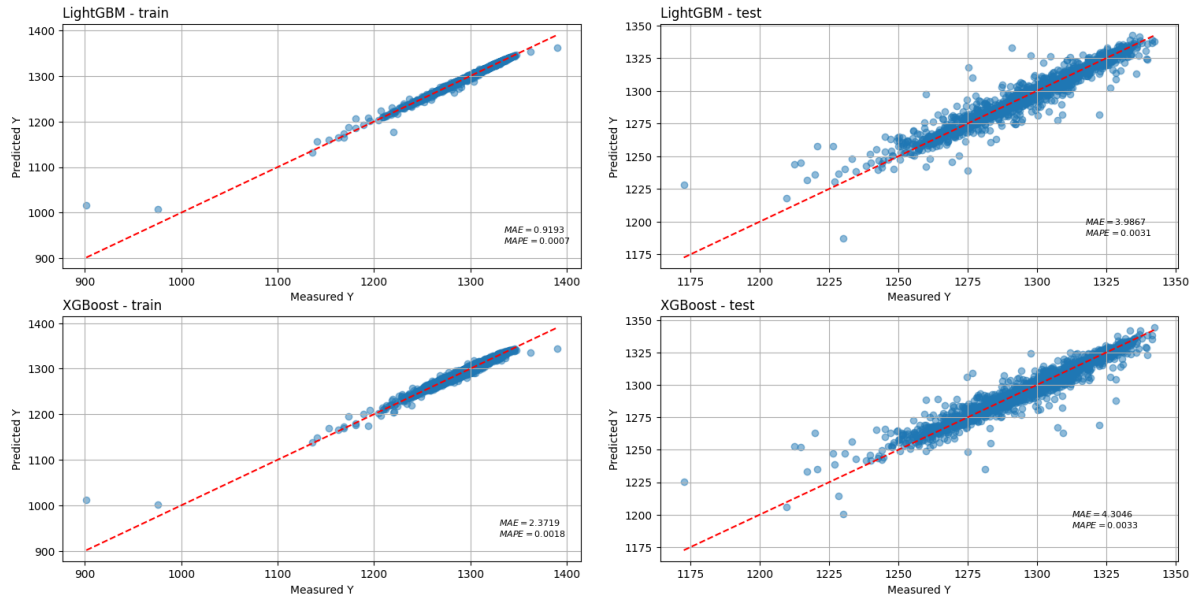 LightGBM - train
1400
1300
1200
1100
1000
900
Predicted Y
MAE = 0.9193
MAPE = 0.0007
900 1000 1100 1200 1300 1400
Measured Y
LightGBM - test
1350
1325
1300
1275
1250
1225
1200
1175
Predicted Y
MAE = 3.9867
MAPE = 0.0031
1175 1200 1225 1250 1275 1300 1325 1350
Measured Y
XGBoost - train
1400
1300
1200
1100
1000
900
Predicted Y
MAE = 2.3719
MAPE = 0.0018
900 1000 1100 1200 1300 1400
Measured Y
XGBoost - test
1350
1325
1300
1275
1250
1225
1200
1175
Predicted Y
MAE = 4.3046
MAPE = 0.0033
1175 1200 1225 1250 1275 1300 1325 1350
Measured Y